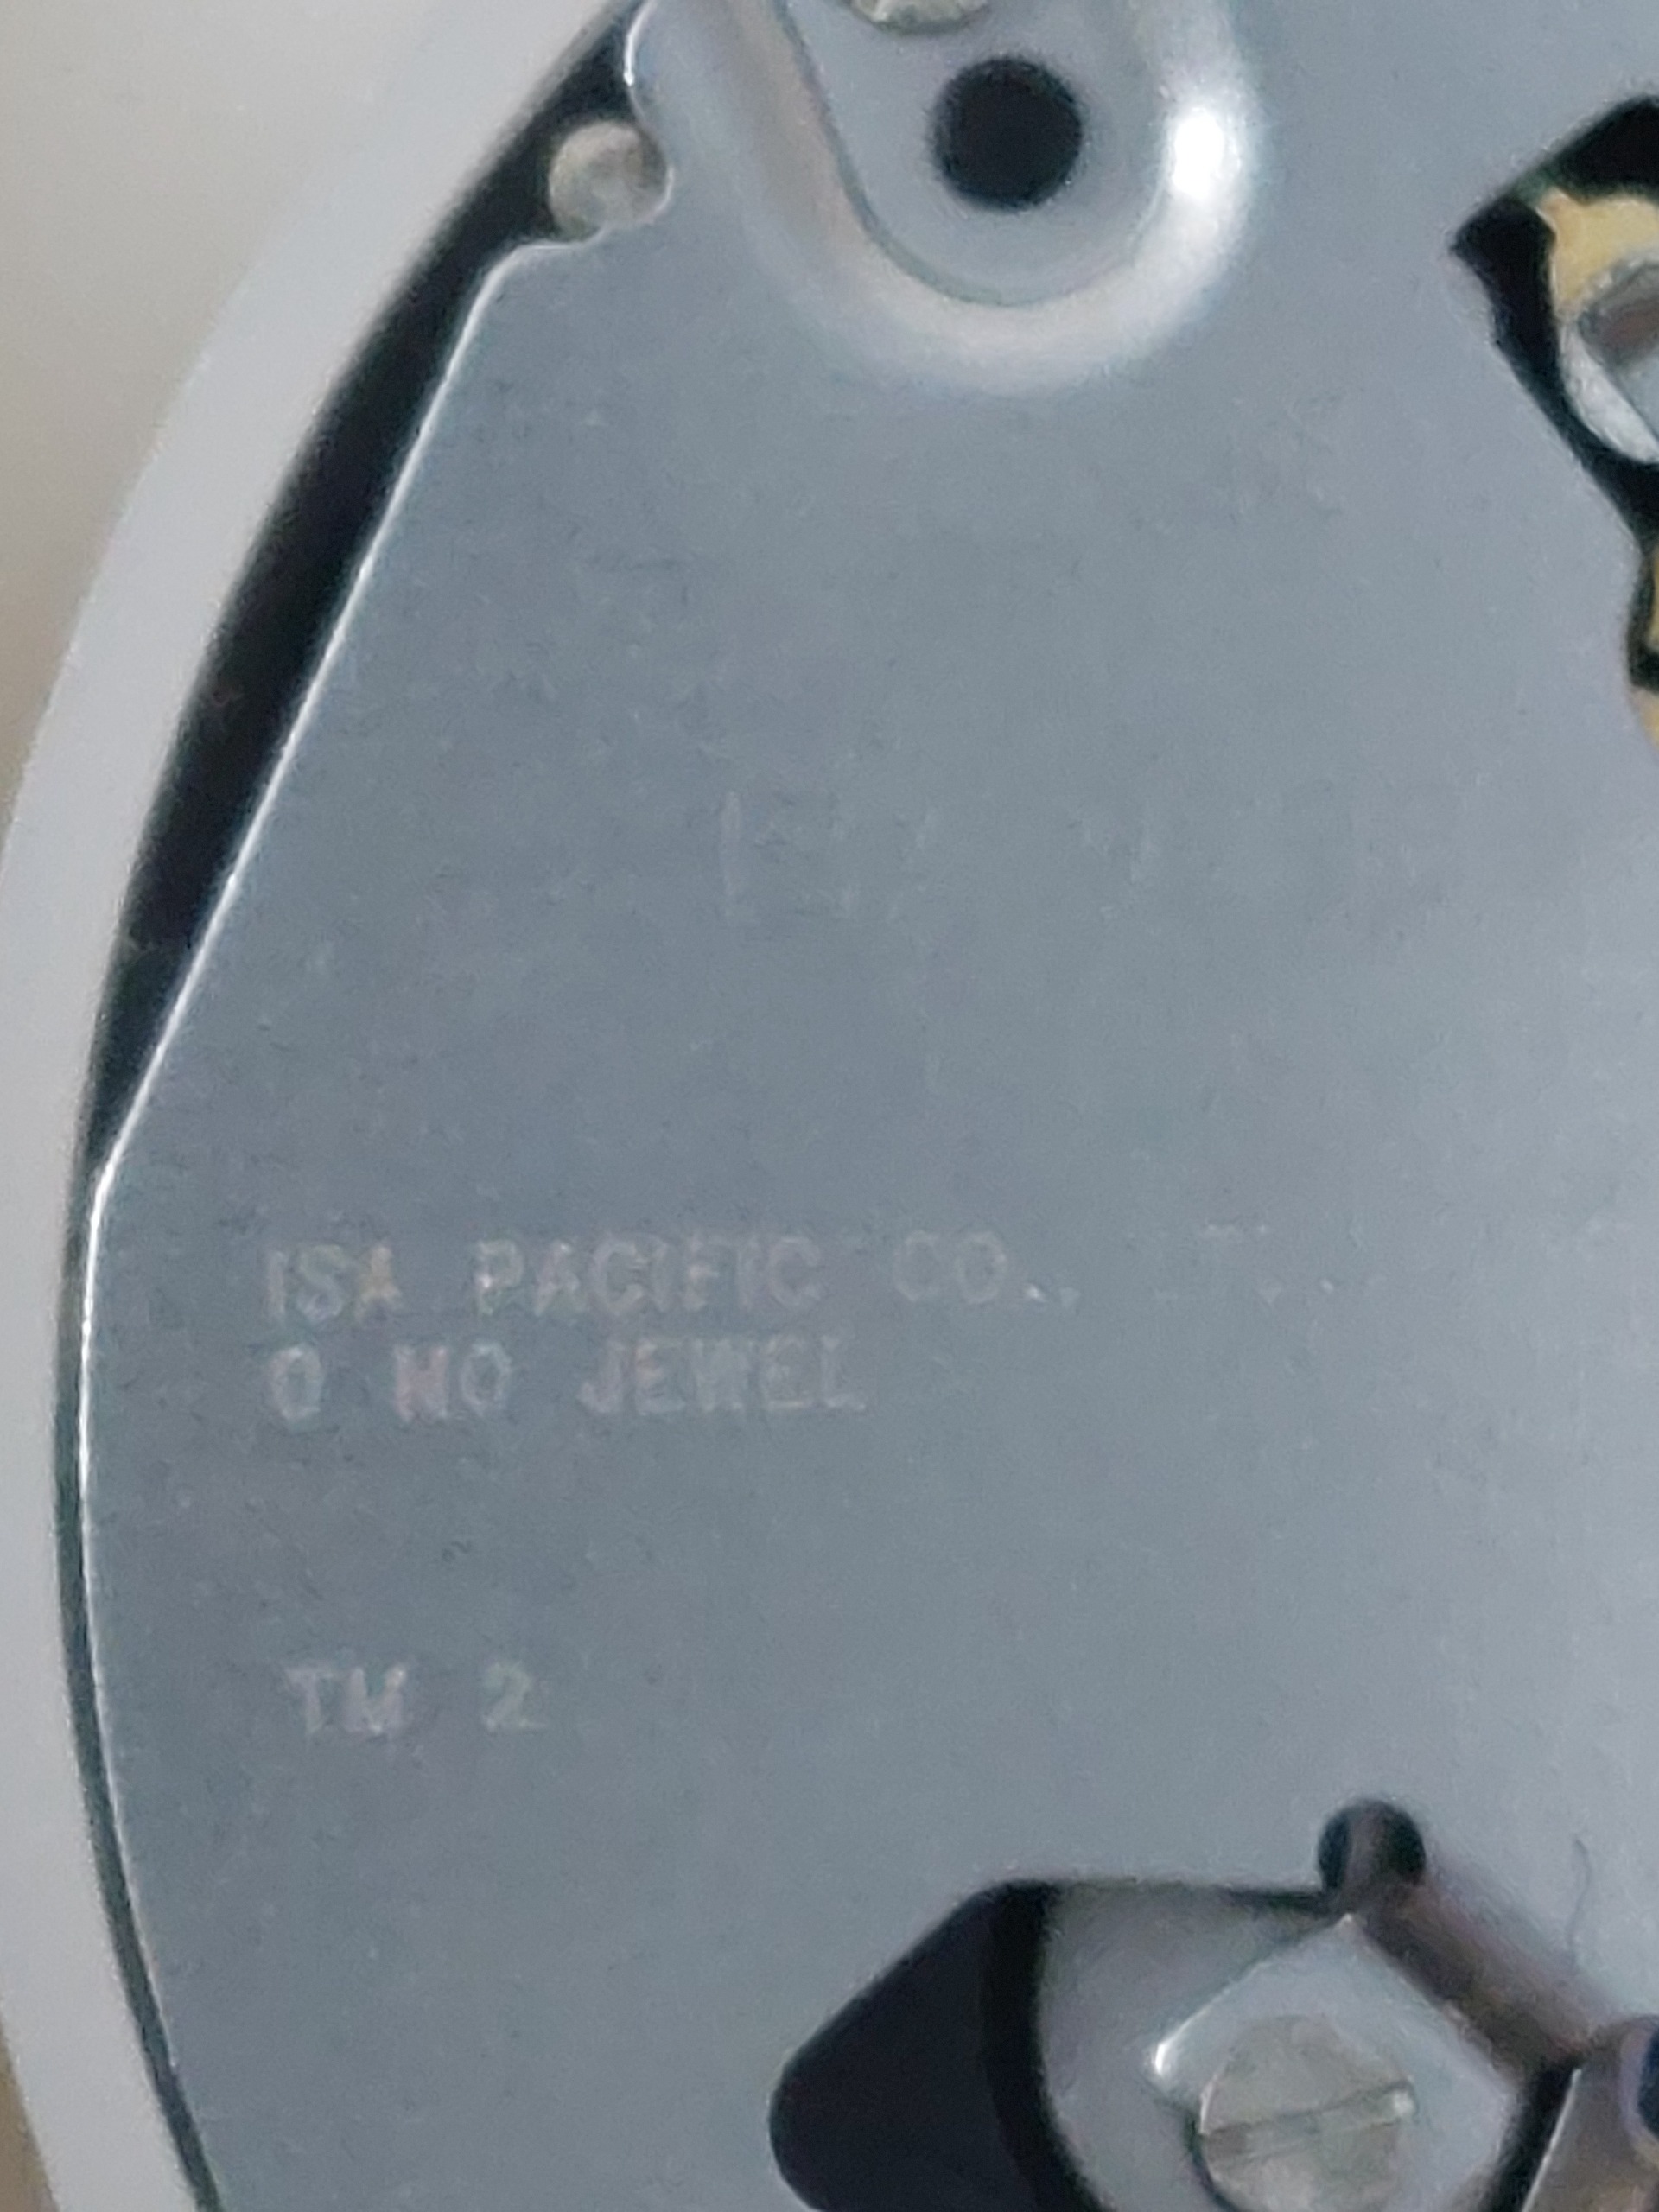 ISA PACIFIC CO.,
0 NO JEWEL
TM 2